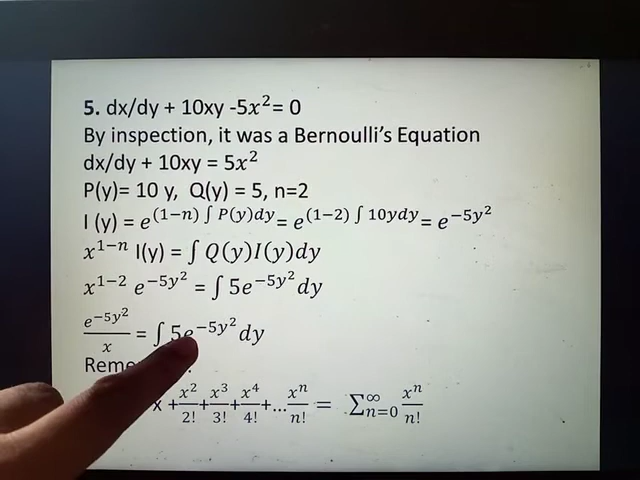 5. dx/dy + 10xy -5x²= 0
By inspection, it was a Bernoulli's Equation
dx/dy + 10xy = 5x²
P(y)= 10 y, Q(y) = 5, n=2
I (y) = e^{(1−n) ∫ P(y)dy}= e^{(1−2) ∫ 10ydy}= e^{−5y²}
x^{1−n} I(y) = ∫ Q(y)I(y)dy
x^{1−2} e^{−5y²} = ∫ 5e^{−5y²}dy
e^{−5y²}/x = ∫ 5e^{−5y²}dy
x + x²/2! + x³/3! + x⁴/4! +… xⁿ/n! = ∑_{n=0}^{∞} xⁿ/n!